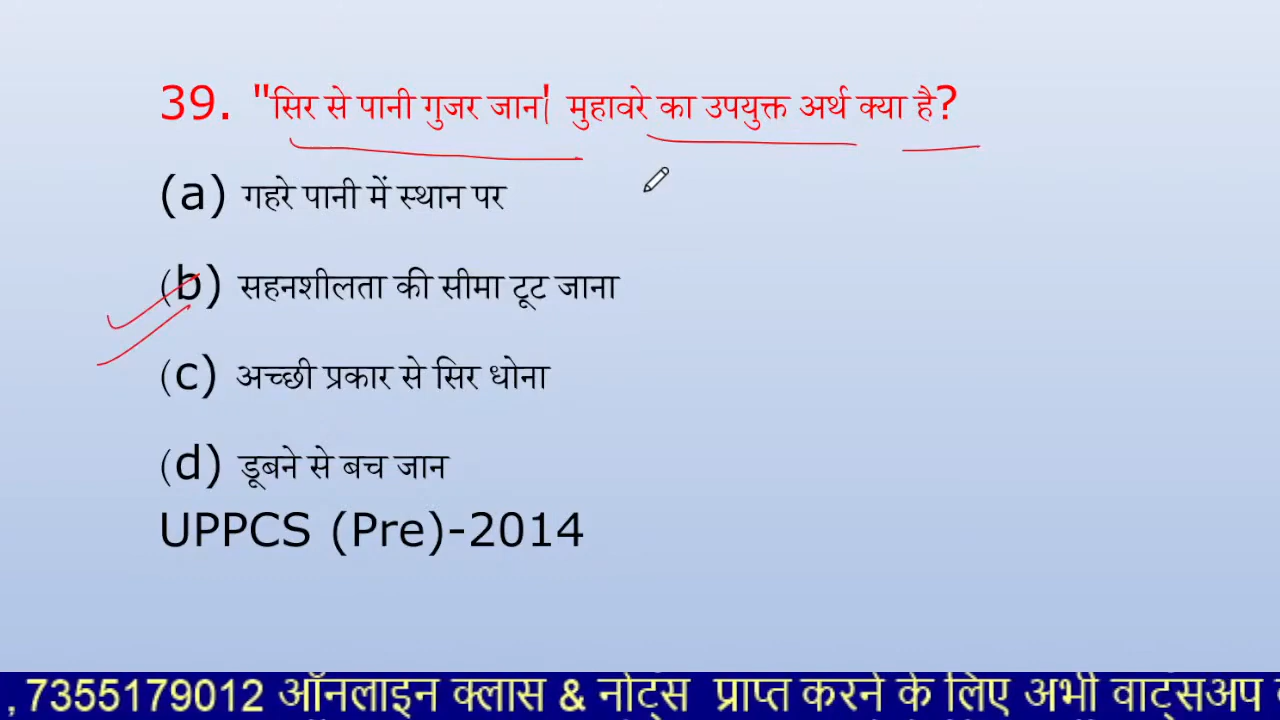 39. "सिर से पानी गुजर जान! मुहावरे का उपयुक्त अर्थ क्या है?
(a) गहरे पानी में स्थान पर
(b) सहनशीलता की सीमा टूट जाना
(c) अच्छी प्रकार से सिर धोना
(d) डूबने से बच जान
UPPCS (Pre)-2014
, 7355179012 ऑनलाइन क्लास & नोट्स प्राप्त करने के लिए अभी वाट्सअप